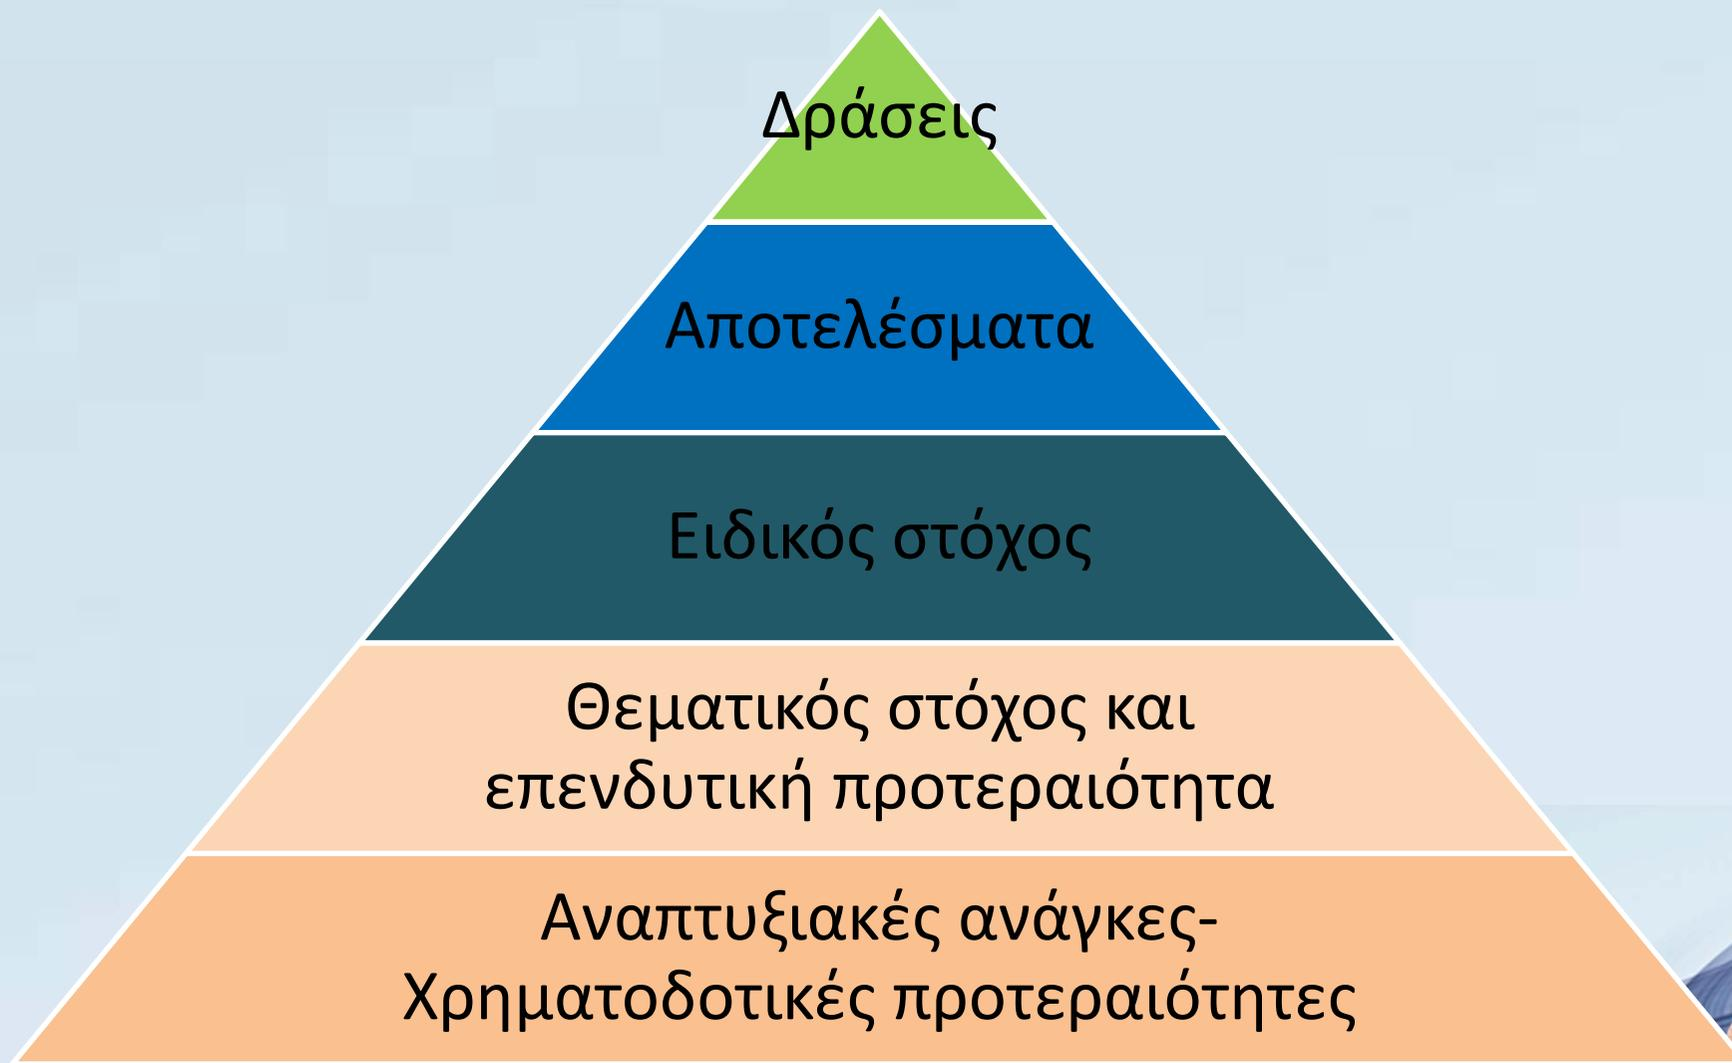 Δράσεις
Αποτελέσματα
Ειδικός στόχος
Θεματικός στόχος και
επενδυτική προτεραιότητα
Αναπτυξιακές ανάγκες-
Χρηματοδοτικές προτεραιότητες